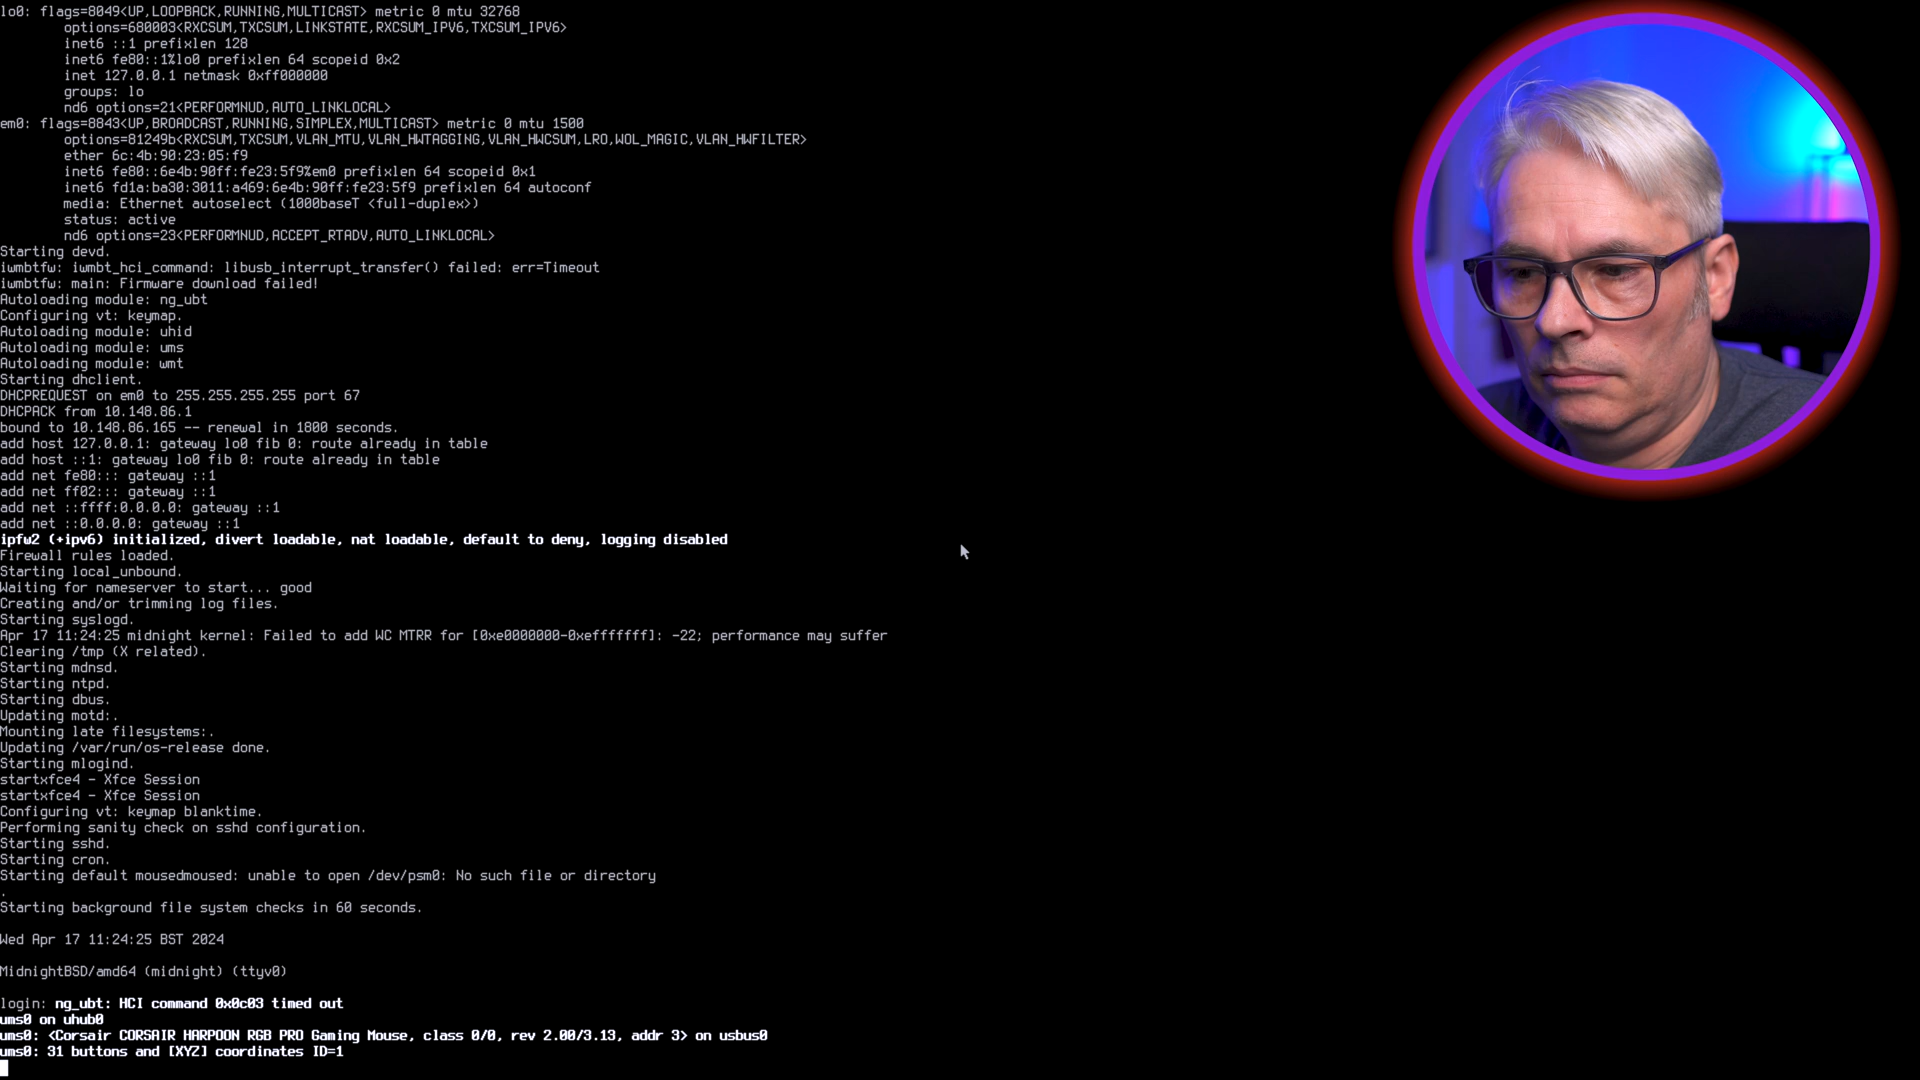 lo0: flags=8049<UP,LOOPBACK,RUNNING,MULTICAST> metric 0 mtu 32768
options=680003<RXCSUM,TXCSUM,LINKSTATE,RXCSUM_IPV6,TXCSUM_IPV6>
inet6 ::1 prefixlen 128
inet6 fe80::1%lo0 prefixlen 64 scopeid 0x2
inet 127.0.0.1 netmask 0xff000000
groups: lo
nd6 options=21<PERFORMNUD,AUTO_LINKLOCAL>
em0: flags=8843<UP,BROADCAST,RUNNING,SIMPLEX,MULTICAST> metric 0 mtu 1500
options=81249b<RXCSUM,TXCSUM,VLAN_MTU,VLAN_HWTAGGING,VLAN_HWCSUM,LRO,WOL_MAGIC,VLAN_HWFILTER>
ether 6c:4b:90:23:05:f9
inet6 fe80::6e4b:90ff:fe23:5f9%em0 prefixlen 64 scopeid 0x1
inet6 fd1a:ba30:3011:a469:6e4b:90ff:fe23:5f9 prefixlen 64 autoconf
media: Ethernet autoselect (1000baseT <full-duplex>)
status: active
nd6 options=23<PERFORMNUD,ACCEPT_RTADV,AUTO_LINKLOCAL>
Starting devd.
iwmbtfw: iwmbt_hci_command: libusb_interrupt_transfer() failed: err=Timeout
iwmbtfw: main: Firmware download failed!
Autoloading module: ng_ubt
Configuring vt: keymap.
Autoloading module: uhid
Autoloading module: ums
Autoloading module: wmt
Starting dhclient.
DHCPREQUEST on em0 to 255.255.255.255 port 67
DHCPACK from 10.148.86.1
bound to 10.148.86.165 -- renewal in 1800 seconds.
add host 127.0.0.1: gateway lo0 fib 0: route already in table
add host ::1: gateway lo0 fib 0: route already in table
add net fe80::: gateway ::1
add net ff02::: gateway ::1
add net ::ffff:0.0.0.0: gateway ::1
add net ::0.0.0.0: gateway ::1
ipfw2 (+ipv6) initialized, divert loadable, nat loadable, default to deny, logging disabled
Firewall rules loaded.
Starting local_unbound.
Waiting for nameserver to start... good
Creating and/or trimming log files.
Starting syslogd.
Apr 17 11:24:25 midnight kernel: Failed to add WC MTRR for [0xe0000000-0xefffffff]: -22; performance may suffer
Clearing /tmp (X related).
Starting mdnsd.
Starting ntpd.
Starting dbus.
Updating motd:.
Mounting late filesystems:.
Updating /var/run/os-release done.
Starting mlogind.
startxfce4 - Xfce Session
startxfce4 - Xfce Session
Configuring vt: keymap blanktime.
Performing sanity check on sshd configuration.
Starting sshd.
Starting cron.
Starting default mousedmoused: unable to open /dev/psm0: No such file or directory
.
Starting background file system checks in 60 seconds.
Wed Apr 17 11:24:25 BST 2024
MidnightBSD/amd64 (midnight) (ttyv0)
login: ng_ubt: HCI command 0x0c03 timed out
ums0 on uhub0
ums0: <Corsair CORSAIR HARPOON RGB PRO Gaming Mouse, class 0/0, rev 2.00/3.13, addr 3> on usbus0
ums0: 31 buttons and [XYZ] coordinates ID=1